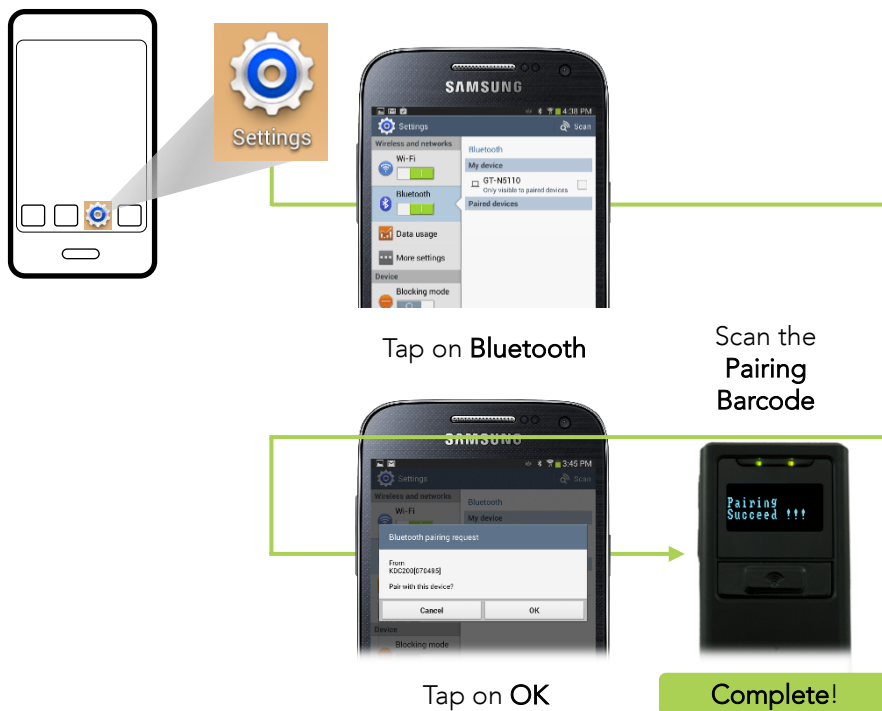 Settings
SAMSUNG
4:38 PM
Settings
Scan
Wireless and networks
Wi-Fi
Bluetooth
Data usage
More settings
Device
Blocking mode
Bluetooth
My device
GT-N5110
Only visible to paired devices
Paired devices
Tap on Bluetooth
Scan the
Pairing
Barcode
SAMSUNG
3:45 PM
Settings
Scan
Wireless and networks
Wi-Fi
Bluetooth
My device
Bluetooth pairing request
From
KDC200[070485]
Pair with this device?
Cancel
OK
Device
Blocking mode
Tap on OK
Pairing
Succeed !!!
Complete!